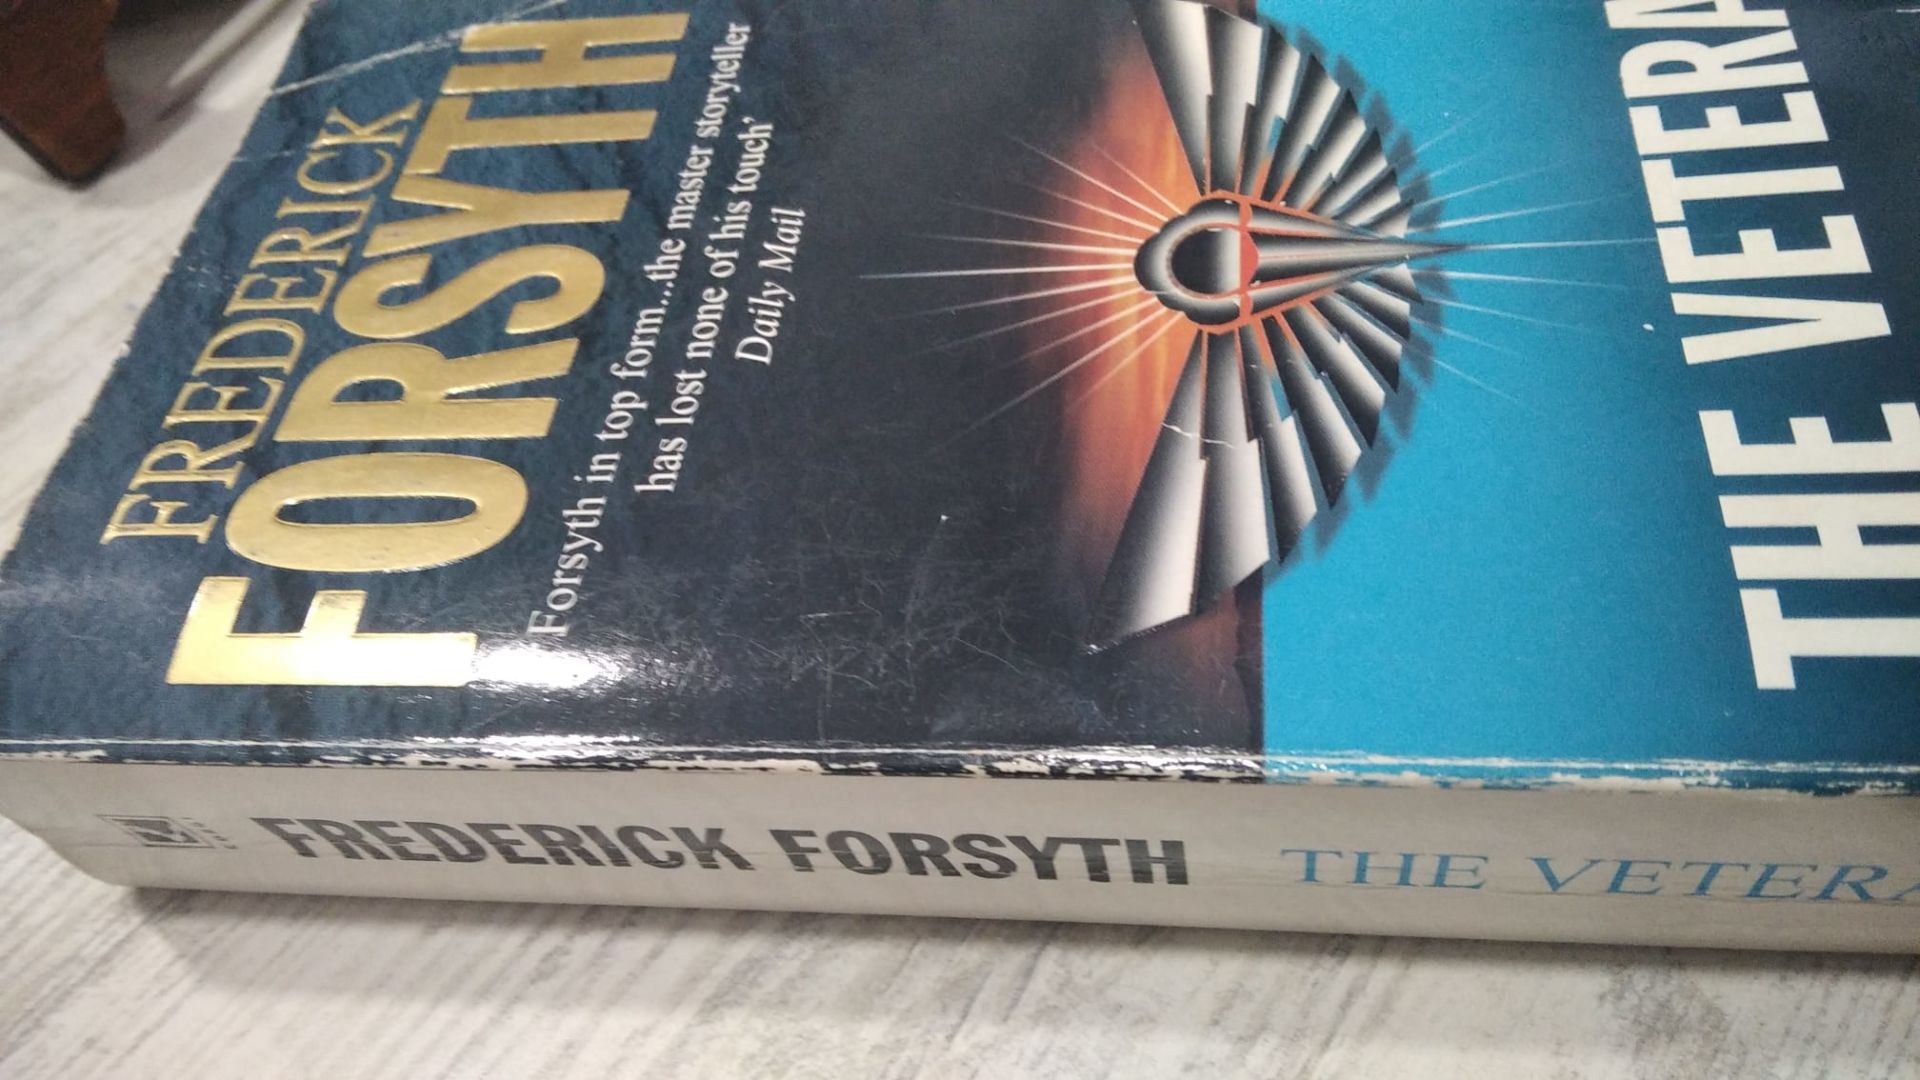 FREDERICK
FORSYTH
Forsyth in top form...the master storyteller
has lost none of his touch'
Daily Mail
THE VETERA
FREDERICK FORSYTH THE VETERA